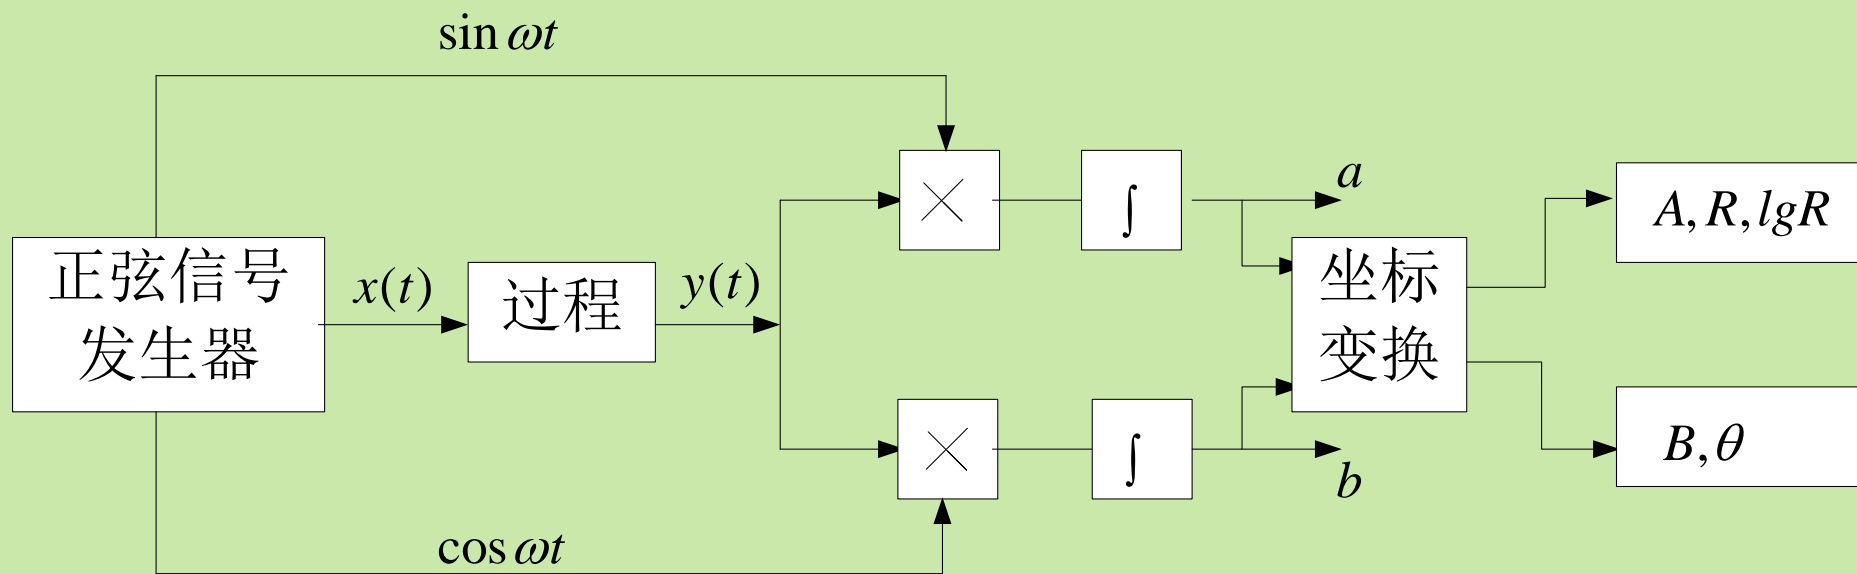 sin ωt
正弦信号
发生器
x(t)
过程
y(t)
×
∫
a
×
∫
b
坐标
变换
A, R, lgR
B, θ
cos ωt